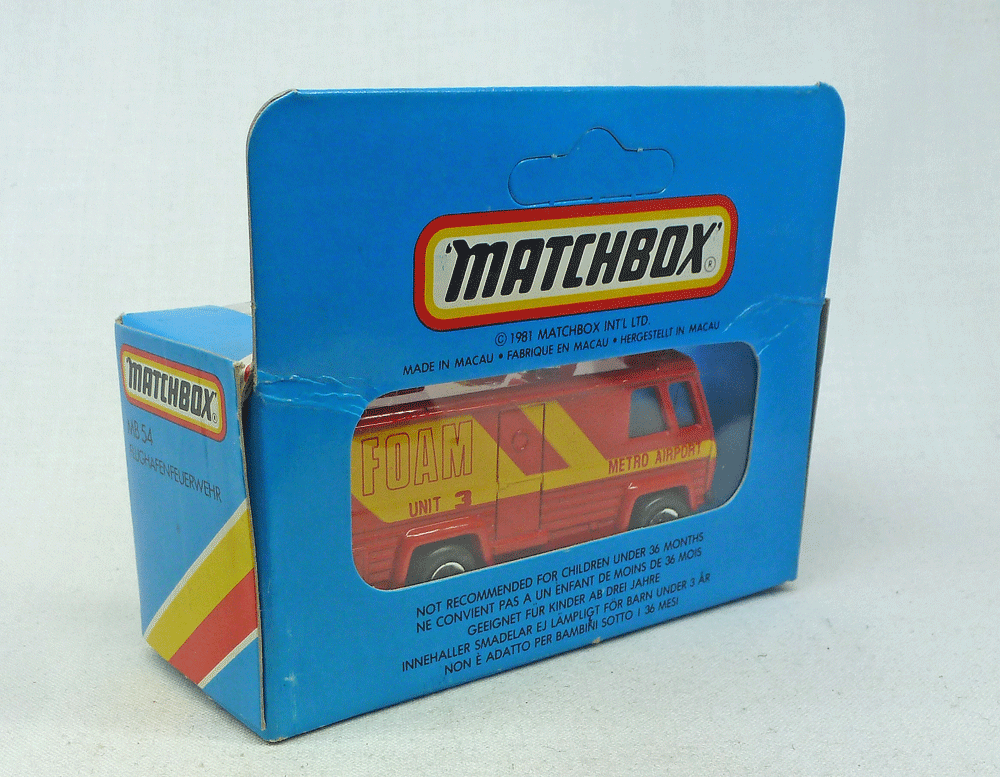 'MATCHBOX'
®
© 1981 MATCHBOX INT'L LTD.
MADE IN MACAU • FABRIQUE EN MACAU • HERGESTELLT IN MACAU
FOAM
UNIT 3
METRO AIRPORT
NOT RECOMMENDED FOR CHILDREN UNDER 36 MONTHS
NE CONVIENT PAS A UN ENFANT DE MOINS DE 36 MOIS
GEEIGNET FÜR KINDER AB DREI JAHRE
INNEHALLER SMADELAR EJ LÄMPLIGT FÖR BARN UNDER 3 ÅR
NON È ADATTO PER BAMBINI SOTTO I 36 MESI
'MATCHBOX'
®
MB 54
FLUGHAFENFEUERWEHR